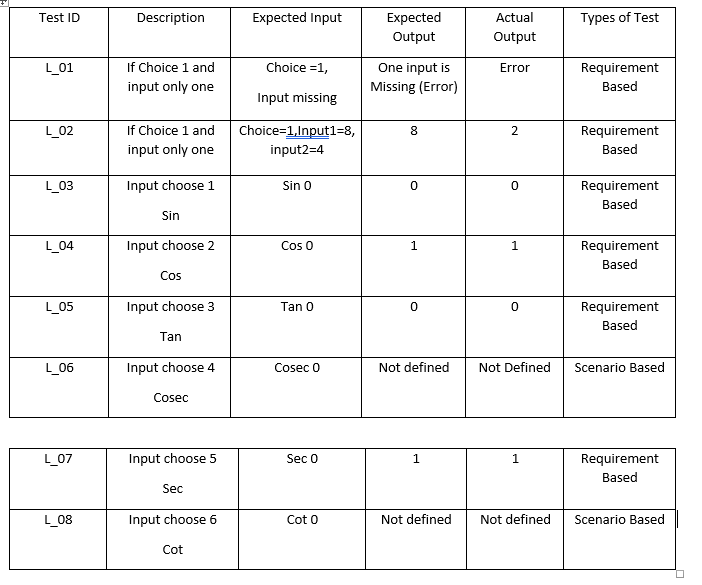 Test ID Description Expected Input Expected Output Actual Output Types of Test
L_01 If Choice 1 and input only one Choice =1, Input missing One input is Missing (Error) Error Requirement Based
L_02 If Choice 1 and input only one Choice=1,Input1=8, input2=4 8 2 Requirement Based
L_03 Input choose 1 Sin Sin 0 0 0 Requirement Based
L_04 Input choose 2 Cos Cos 0 1 1 Requirement Based
L_05 Input choose 3 Tan Tan 0 0 0 Requirement Based
L_06 Input choose 4 Cosec Cosec 0 Not defined Not Defined Scenario Based
L_07 Input choose 5 Sec Sec 0 1 1 Requirement Based
L_08 Input choose 6 Cot Cot 0 Not defined Not defined Scenario Based